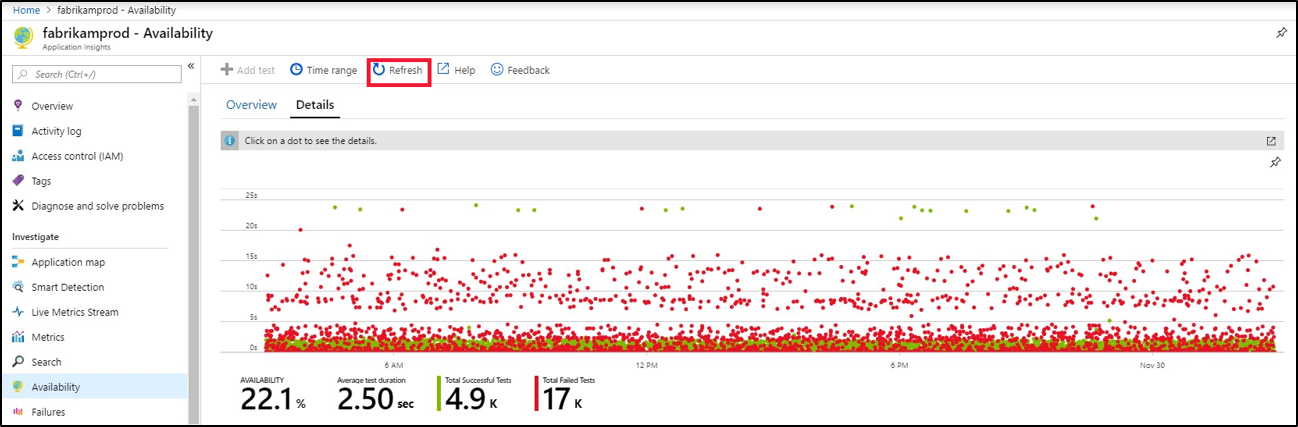 Home > fabrikamprod - Availability
fabrikamprod - Availability
Application Insights
Search (Ctrl+/)
«
Overview
Activity log
Access control (IAM)
Tags
Diagnose and solve problems
Investigate
Application map
Smart Detection
Live Metrics Stream
Metrics
Search
Availability
Failures
Add test Time range Refresh Help Feedback
Overview Details
Click on a dot to see the details.
25s
20s
15s
10s
5s
0s
6 AM 12 PM 6 PM Nov 30
AVAILABILITY Average test duration Total Successful Tests Total Failed Tests
22.1 % 2.50 sec 4.9 K 17 K